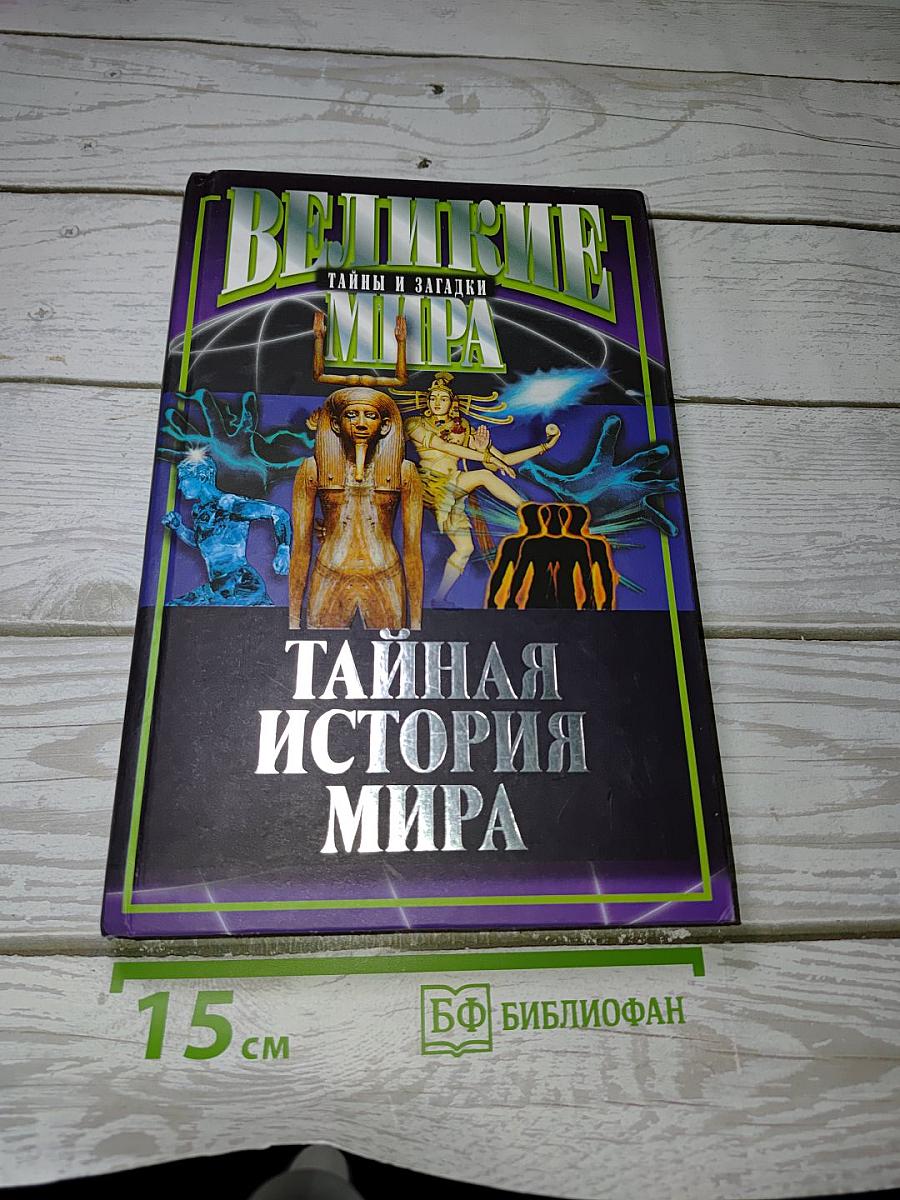 ВЕЛИКИЕ
ТАЙНЫ И ЗАГАДКИ
МИРА
ТАЙНАЯ
ИСТОРИЯ
МИРА
15 см
БФ БИБЛИОФАН